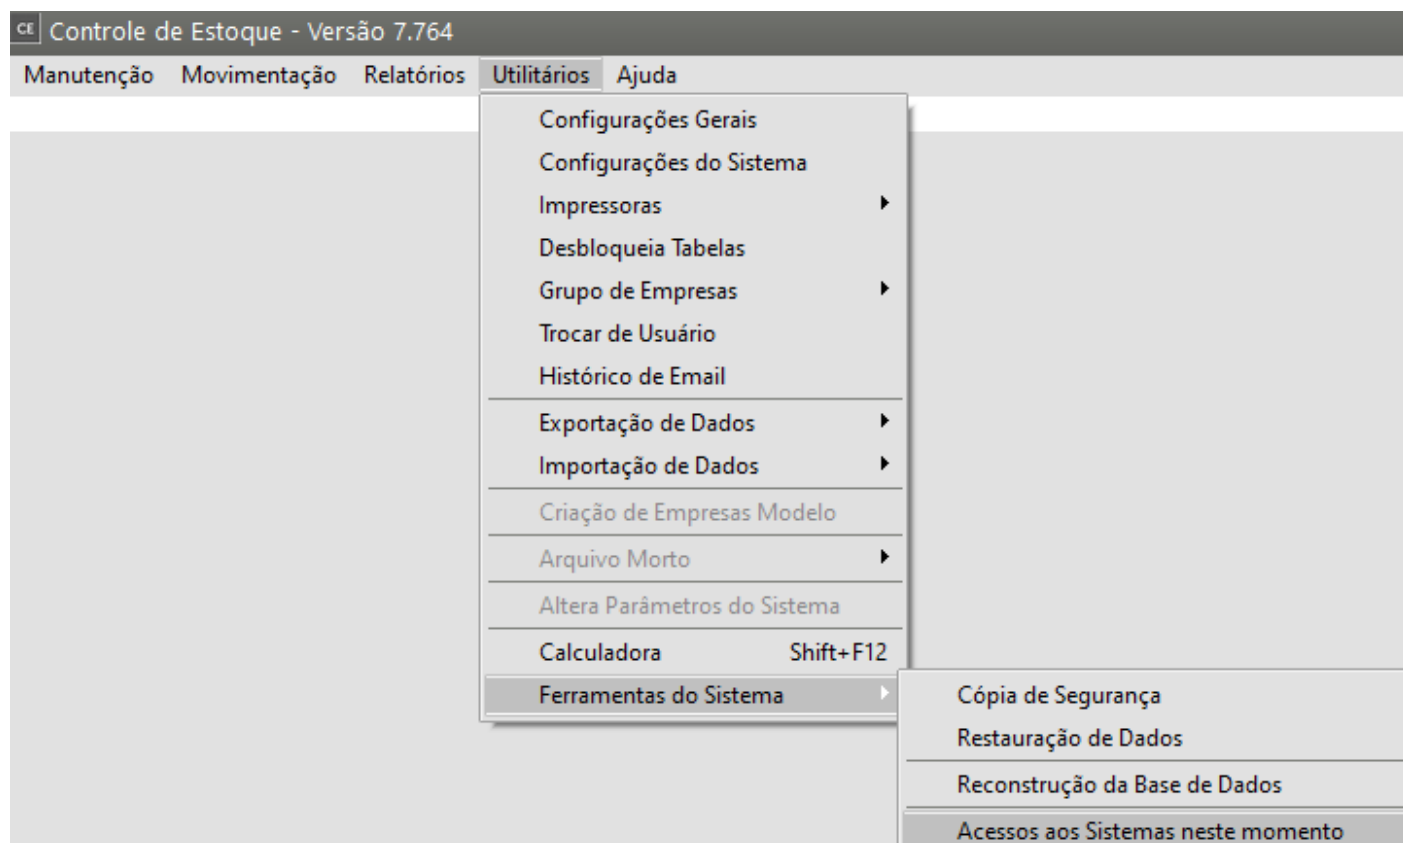 CE Controle de Estoque - Versão 7.764
Manutenção Movimentação Relatórios Utilitários Ajuda
Configurações Gerais
Configurações do Sistema
Impressoras
Desbloqueia Tabelas
Grupo de Empresas
Trocar de Usuário
Histórico de Email
Exportação de Dados
Importação de Dados
Criação de Empresas Modelo
Arquivo Morto
Altera Parâmetros do Sistema
Calculadora Shift+F12
Ferramentas do Sistema
Cópia de Segurança
Restauração de Dados
Reconstrução da Base de Dados
Acessos aos Sistemas neste momento